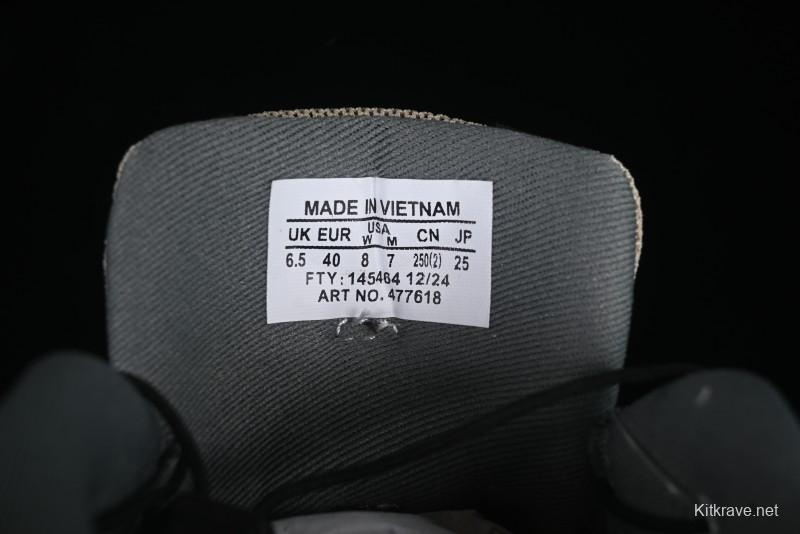 MADE IN VIETNAM
UK EUR USA W M CN JP
6.5 40 8 7 250(2) 25
FTY: 145464 12/24
ART NO. 477618
Kitkrave.net